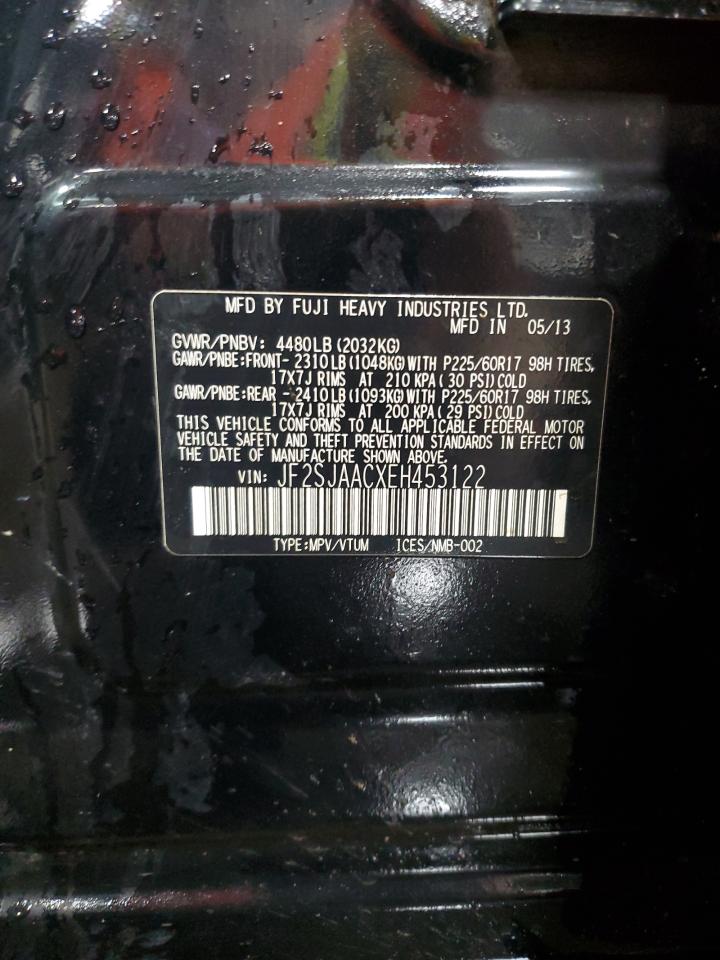 MFD BY FUJI HEAVY INDUSTRIES LTD.
MFD IN 05/13
GVWR/PNBV: 4480LB(2032KG)
GAWR/PNBE:FRONT- 2310LB(1048KG)WITH P225/60R17 98H TIRES,
17X7J RIMS AT 210 KPA(30 PSI)COLD
GAWR/PNBE:REAR - 2410LB(1093KG)WITH P225/60R17 98H TIRES,
17X7J RIMS AT 200 KPA(29 PSI)COLD
THIS VEHICLE CONFORMS TO ALL APPLICABLE FEDERAL MOTOR
VEHICLE SAFETY AND THEFT PREVENTION STANDARDS IN EFFECT ON
THE DATE OF MANUFACTURE SHOWN ABOVE.
VIN: JF2SJAACXEH453122
TYPE:MPV/VTUM ICES/NMB-002